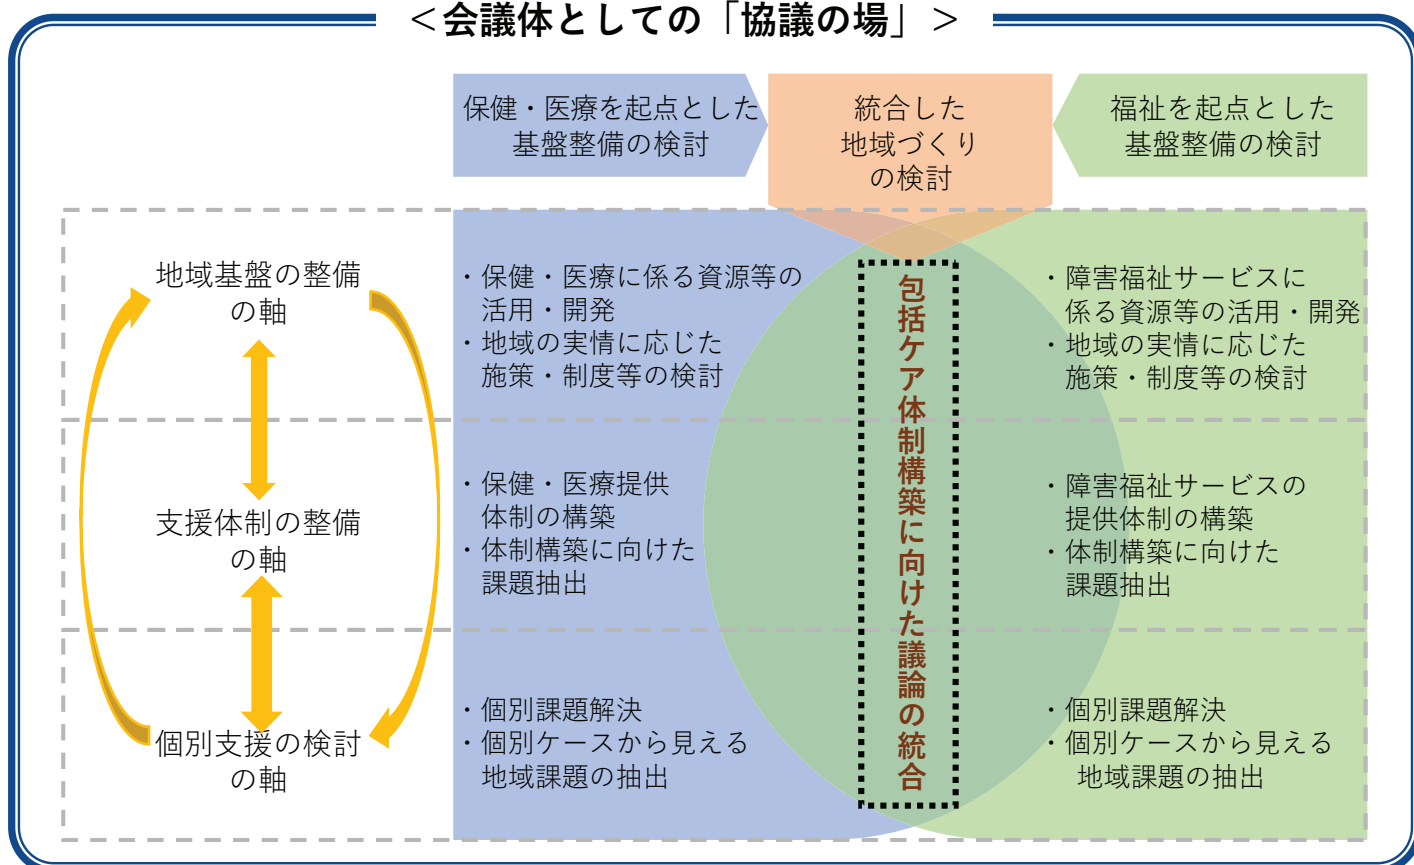 ＜会議体としての「協議の場」＞
保健・医療を起点とした
基盤整備の検討
統合した
地域づくり
の検討
福祉を起点とした
基盤整備の検討
地域基盤の整備
の軸
・保健・医療に係る資源等の
活用・開発
・地域の実情に応じた
施策・制度等の検討
・障害福祉サービスに
係る資源等の活用・開発
・地域の実情に応じた
施策・制度等の検討
包括ケア体制構築に向けた議論の統合
支援体制の整備
の軸
・保健・医療提供
体制の構築
・体制構築に向けた
課題抽出
・障害福祉サービスの
提供体制の構築
・体制構築に向けた
課題抽出
個別支援の検討
の軸
・個別課題解決
・個別ケースから見える
地域課題の抽出
・個別課題解決
・個別ケースから見える
地域課題の抽出